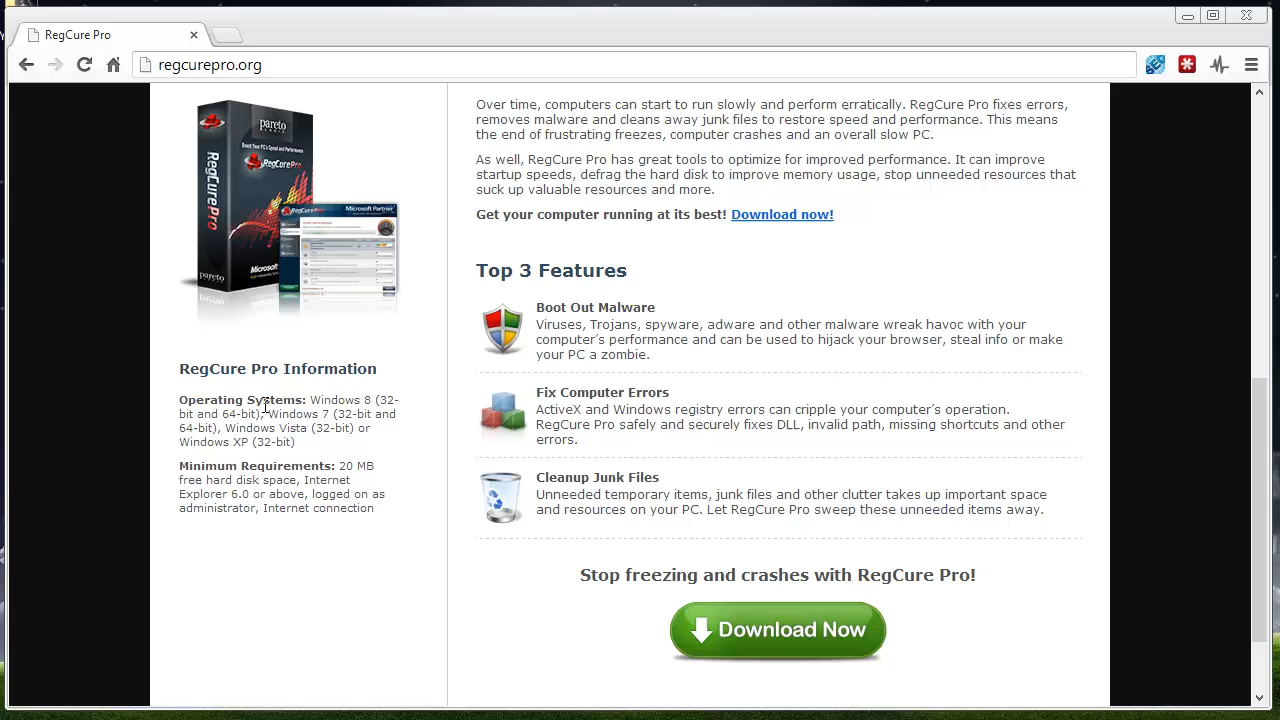 RegCure Pro
regcurepro.org
pareto
RegCure Pro
RegCurePro
Microsoft Partner
pareto
Microsoft
RegCure Pro Information
Operating Systems: Windows 8 (32-
bit and 64-bit), Windows 7 (32-bit and
64-bit), Windows Vista (32-bit) or
Windows XP (32-bit)
Minimum Requirements: 20 MB
free hard disk space, Internet
Explorer 6.0 or above, logged on as
administrator, Internet connection
Over time, computers can start to run slowly and perform erratically. RegCure Pro fixes errors,
removes malware and cleans away junk files to restore speed and performance. This means
the end of frustrating freezes, computer crashes and an overall slow PC.
As well, RegCure Pro has great tools to optimize for improved performance. It can improve
startup speeds, defrag the hard disk to improve memory usage, stop unneeded resources that
suck up valuable resources and more.
Get your computer running at its best! Download now!
Top 3 Features
Boot Out Malware
Viruses, Trojans, spyware, adware and other malware wreak havoc with your
computer's performance and can be used to hijack your browser, steal info or make
your PC a zombie.
Fix Computer Errors
ActiveX and Windows registry errors can cripple your computer's operation.
RegCure Pro safely and securely fixes DLL, invalid path, missing shortcuts and other
errors.
Cleanup Junk Files
Unneeded temporary items, junk files and other clutter takes up important space
and resources on your PC. Let RegCure Pro sweep these unneeded items away.
Stop freezing and crashes with RegCure Pro!
Download Now